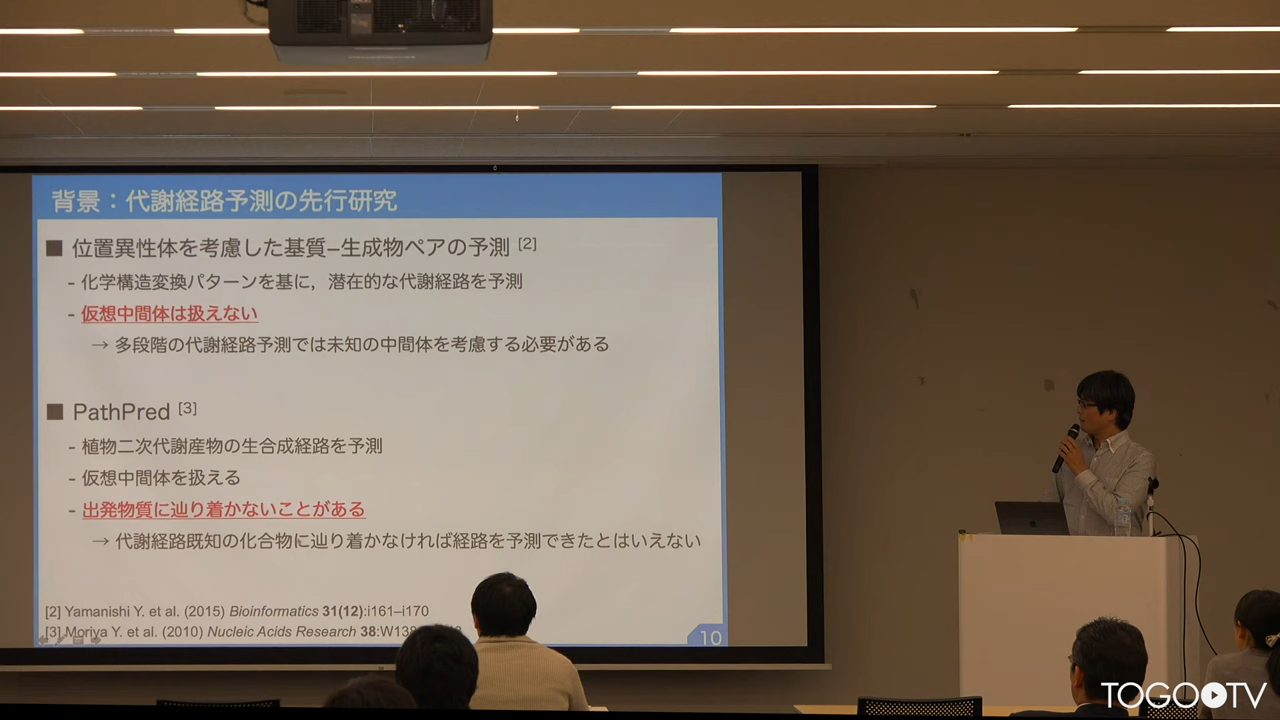 背景：代謝経路予測の先行研究
■ 位置異性体を考慮した基質–生成物ペアの予測 [2]
- 化学構造変換パターンを基に，潜在的な代謝経路を予測
- 仮想中間体は扱えない
→ 多段階の代謝経路予測では未知の中間体を考慮する必要がある
■ PathPred [3]
- 植物二次代謝産物の生合成経路を予測
- 仮想中間体を扱える
- 出発物質に辿り着かないことがある
→ 代謝経路既知の化合物に辿り着かなければ経路を予測できたとはいえない
[2] Yamanishi Y. et al. (2015) Bioinformatics 31(12):i161–i170
[3] Moriya Y. et al. (2010) Nucleic Acids Research 38:
10
TOGO TV